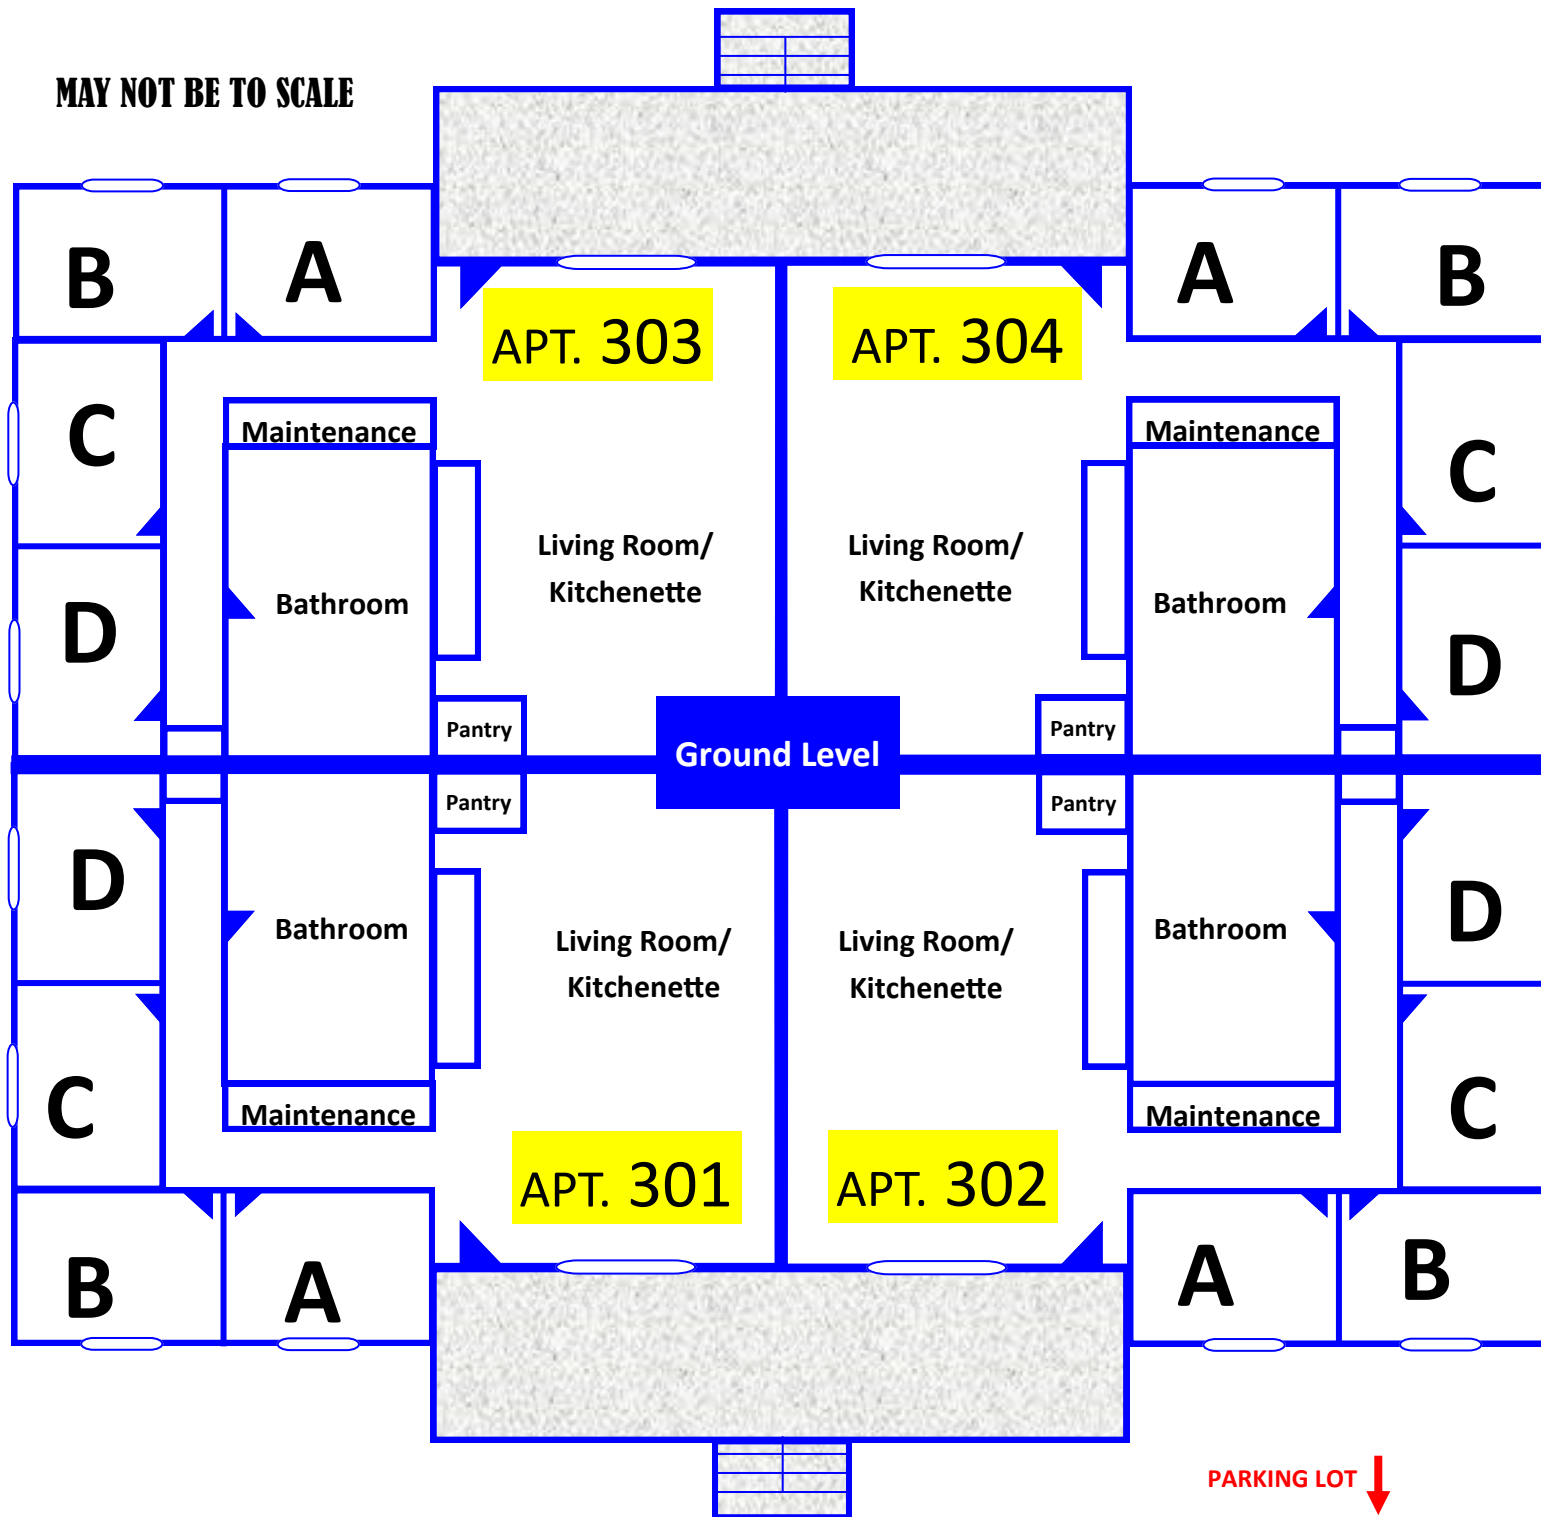 MAY NOT BE TO SCALE
B
A
A
B
APT. 303
APT. 304
C
Maintenance
Maintenance
C
Living Room/
Kitchenette
Living Room/
Kitchenette
D
Bathroom
Bathroom
D
Pantry
Ground Level
Pantry
Pantry
Pantry
D
Bathroom
Living Room/
Kitchenette
Living Room/
Kitchenette
Bathroom
D
C
Maintenance
Maintenance
C
APT. 301
APT. 302
B
A
A
B
PARKING LOT